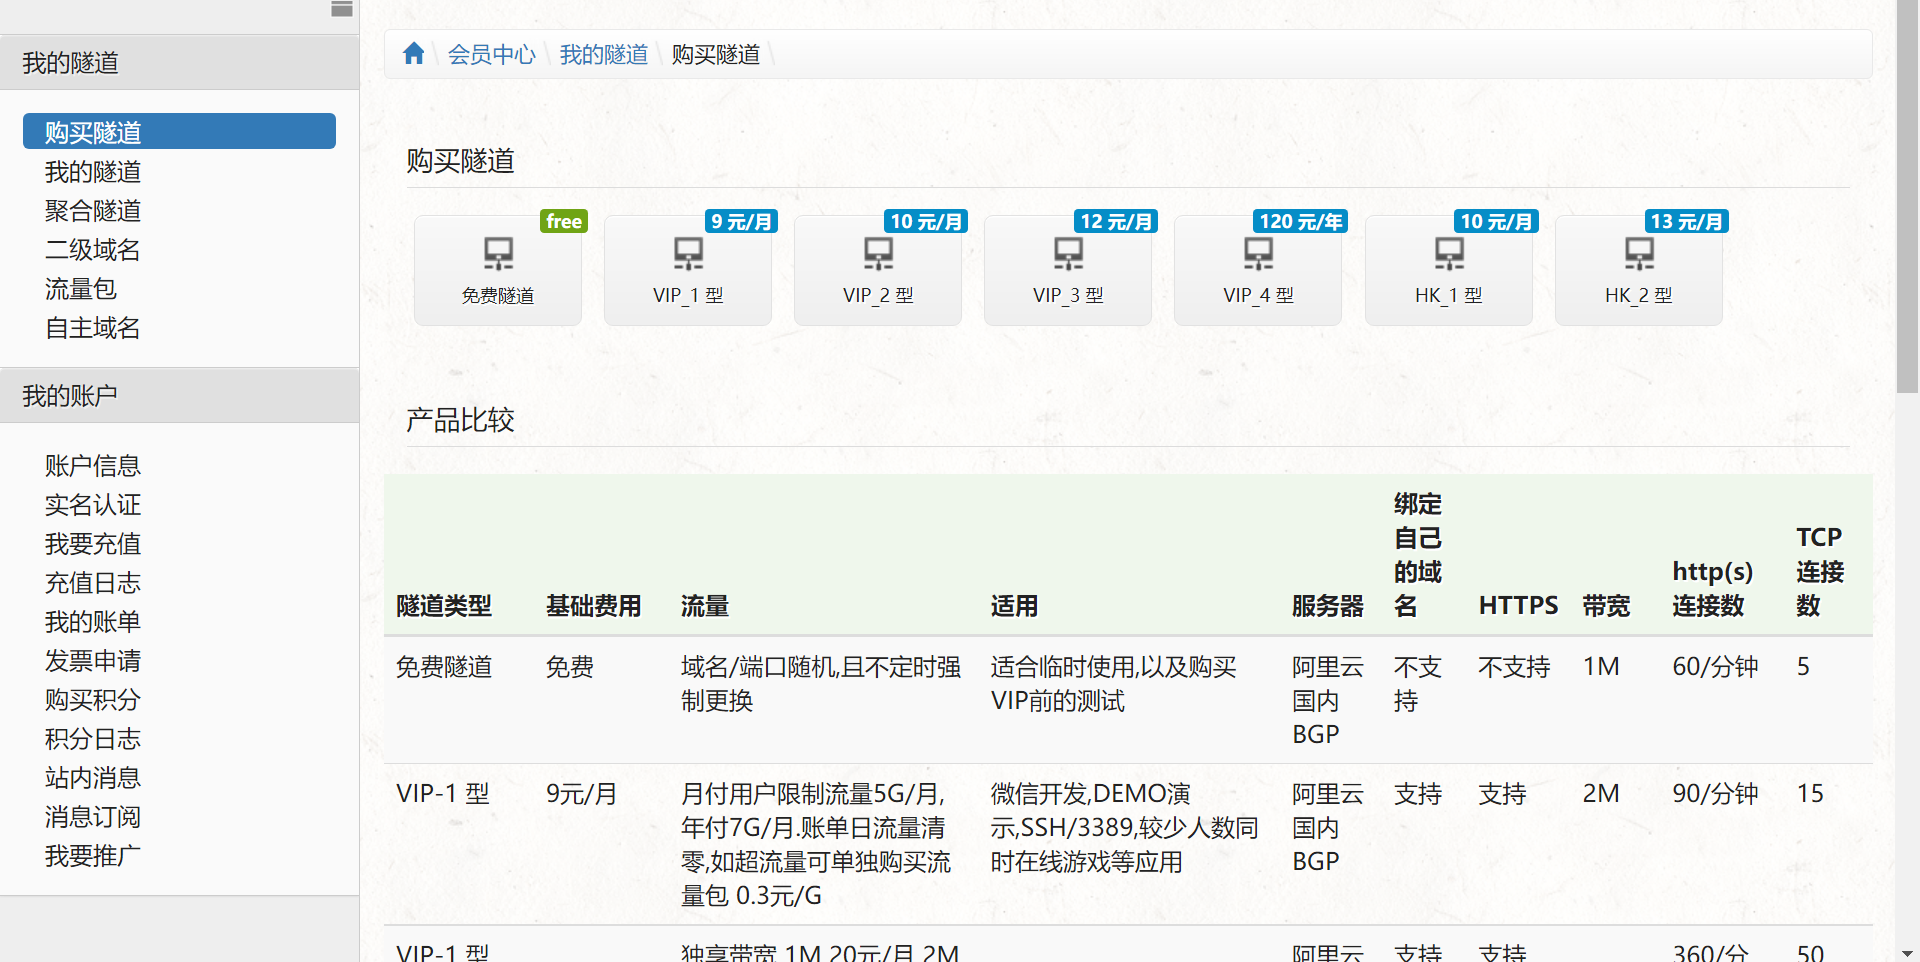 我的隧道
购买隧道
我的隧道
聚合隧道
二级域名
流量包
自主域名
我的账户
账户信息
实名认证
我要充值
充值日志
我的账单
发票申请
购买积分
积分日志
站内消息
消息订阅
我要推广
会员中心 \ 我的隧道 \ 购买隧道 \
购买隧道
free
免费隧道
9 元/月
VIP_1 型
10 元/月
VIP_2 型
12 元/月
VIP_3 型
120 元/年
VIP_4 型
10 元/月
HK_1 型
13 元/月
HK_2 型
产品比较
隧道类型
基础费用
流量
适用
服务器
绑定
自己
的域
名
HTTPS
带宽
http(s)
连接数
TCP
连接
数
免费隧道
免费
域名/端口随机,且不定时强
制更换
适合临时使用,以及购买
VIP前的测试
阿里云
国内
BGP
不支
持
不支持
1M
60/分钟
5
VIP-1 型
9元/月
月付用户限制流量5G/月,
年付7G/月.账单日流量清
零,如超流量可单独购买流
量包 0.3元/G
微信开发,DEMO演
示,SSH/3389,较少人数同
时在线游戏等应用
阿里云
国内
BGP
支持
支持
2M
90/分钟
15
VIP-1 型
独享带宽 1M 20元/月 2M
阿里云
支持
支持
360/分
50